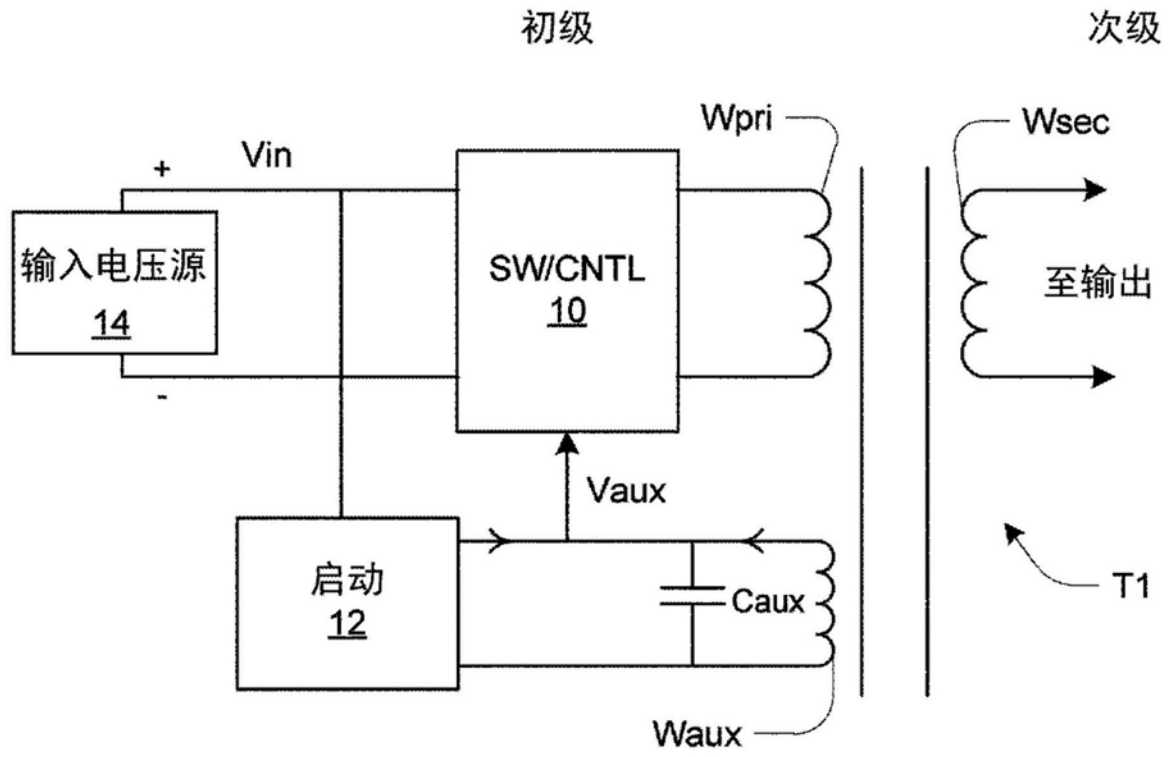 初级
次级
Wpri
Wsec
+
Vin
输入电压源
14
-
SW/CNTL
10
至输出
Vaux
启动
12
Caux
T1
Waux